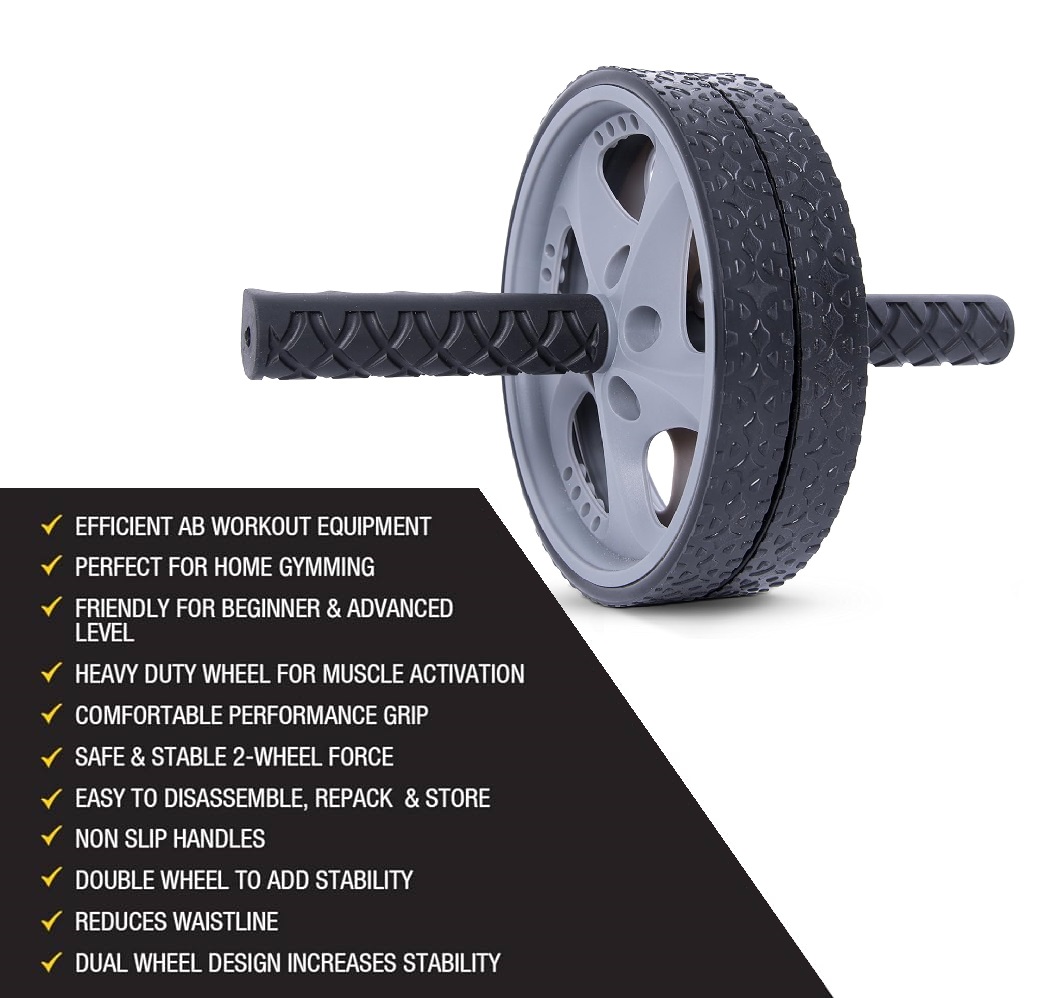 EFFICIENT AB WORKOUT EQUIPMENT
PERFECT FOR HOME GYMMING
FRIENDLY FOR BEGINNER & ADVANCED
LEVEL
HEAVY DUTY WHEEL FOR MUSCLE ACTIVATION
COMFORTABLE PERFORMANCE GRIP
SAFE & STABLE 2-WHEEL FORCE
EASY TO DISASSEMBLE, REPACK & STORE
NON SLIP HANDLES
DOUBLE WHEEL TO ADD STABILITY
REDUCES WAISTLINE
DUAL WHEEL DESIGN INCREASES STABILITY